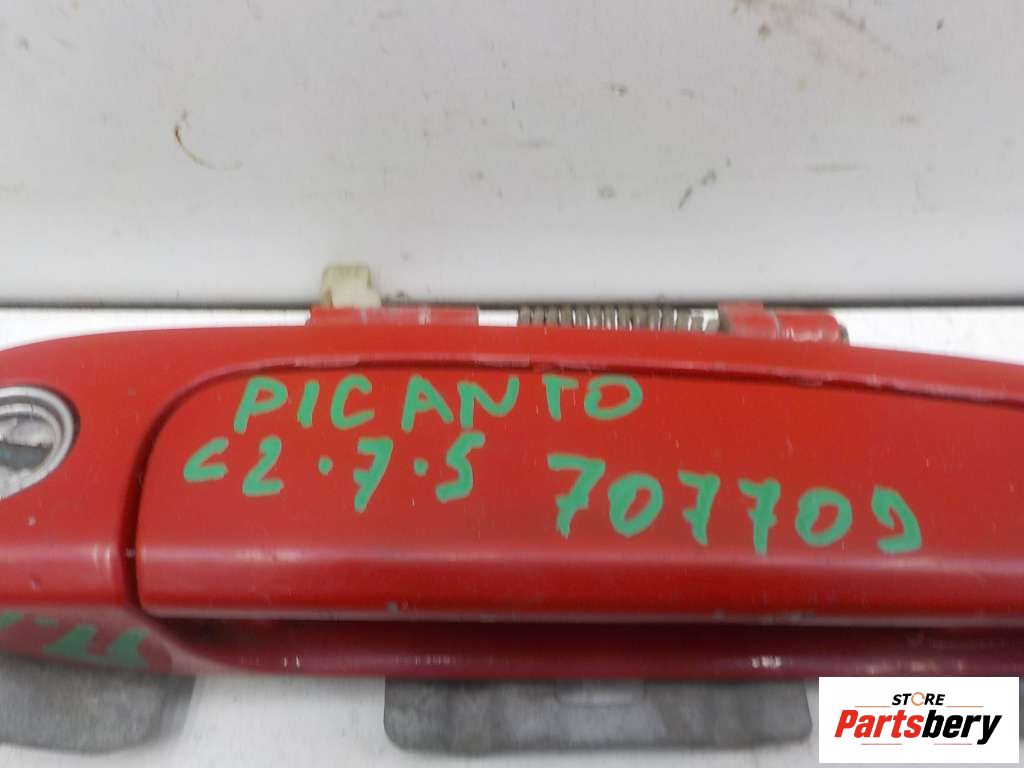 PICANTO
C2.7.5 707709
STORE
Partsbery